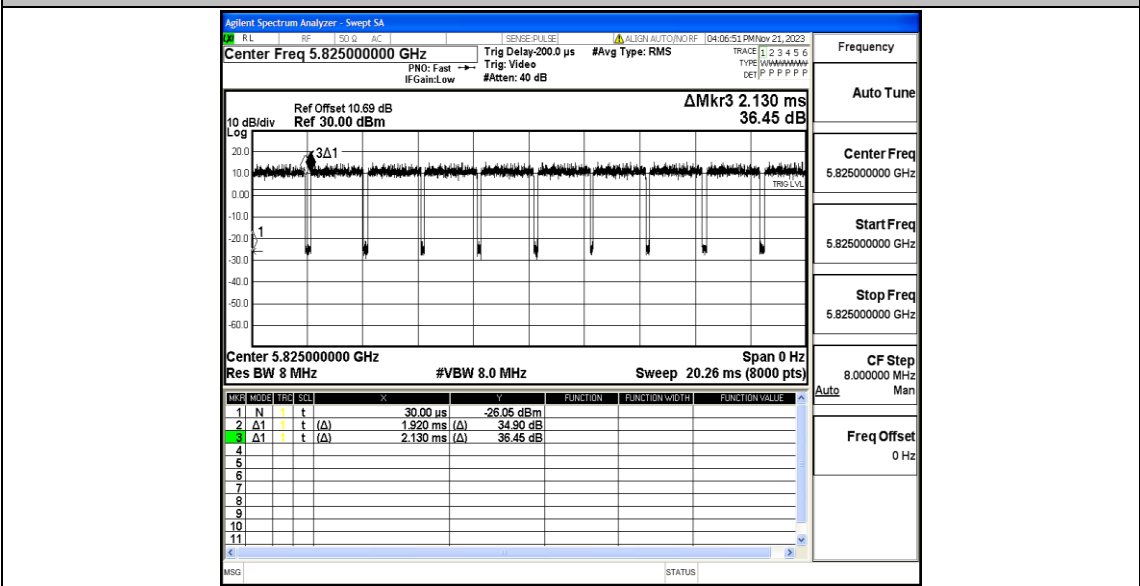 Agilent Spectrum Analyzer - Swept SA
RL RF 50 Ω AC SENSE:PULSE ALIGN AUTO/NO RF 04:06:51 PM Nov 21, 2023
Center Freq 5.825000000 GHz
Trig Delay-200.0 µs #Avg Type: RMS
TRACE 1 2 3 4 5 6
PNO: Fast Trig: Video
TYPE WWWWWW
IFGain:Low #Atten: 40 dB
DET P P P P P P
ΔMkr3 2.130 ms
36.45 dB
Ref Offset 10.69 dB
10 dB/div Ref 30.00 dBm
Log
20.0
3Δ1
10.0
TRIG LVL
0.00
-10.0
1
-20.0
-30.0
-40.0
-50.0
-60.0
Center 5.825000000 GHz Span 0 Hz
Res BW 8 MHz #VBW 8.0 MHz Sweep 20.26 ms (8000 pts)
MKR MODE TRC SCL X Y FUNCTION FUNCTION WIDTH FUNCTION VALUE
1 N 1 t 30.00 µs -26.05 dBm
2 Δ1 1 t (Δ) 1.920 ms (Δ) 34.90 dB
3 Δ1 1 t (Δ) 2.130 ms (Δ) 36.45 dB
4
5
6
7
8
9
10
11
MSG STATUS
Frequency
Auto Tune
Center Freq
5.825000000 GHz
Start Freq
5.825000000 GHz
Stop Freq
5.825000000 GHz
CF Step
8.000000 MHz
Auto Man
Freq Offset
0 Hz